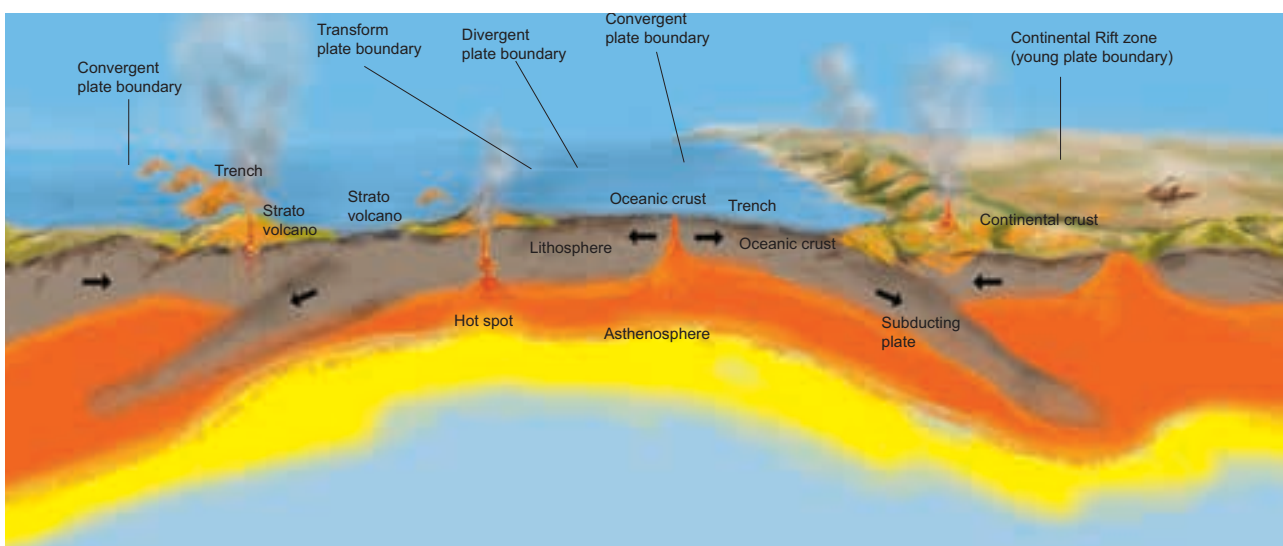 Transform
plate boundary
Divergent
plate boundary
Convergent
plate boundary
Continental Rift zone
(young plate boundary)
Convergent
plate boundary
Trench
Strato
volcano
Strato
volcano
Oceanic crust
Trench
Continental crust
Lithosphere
Oceanic crust
Hot spot
Asthenosphere
Subducting
plate